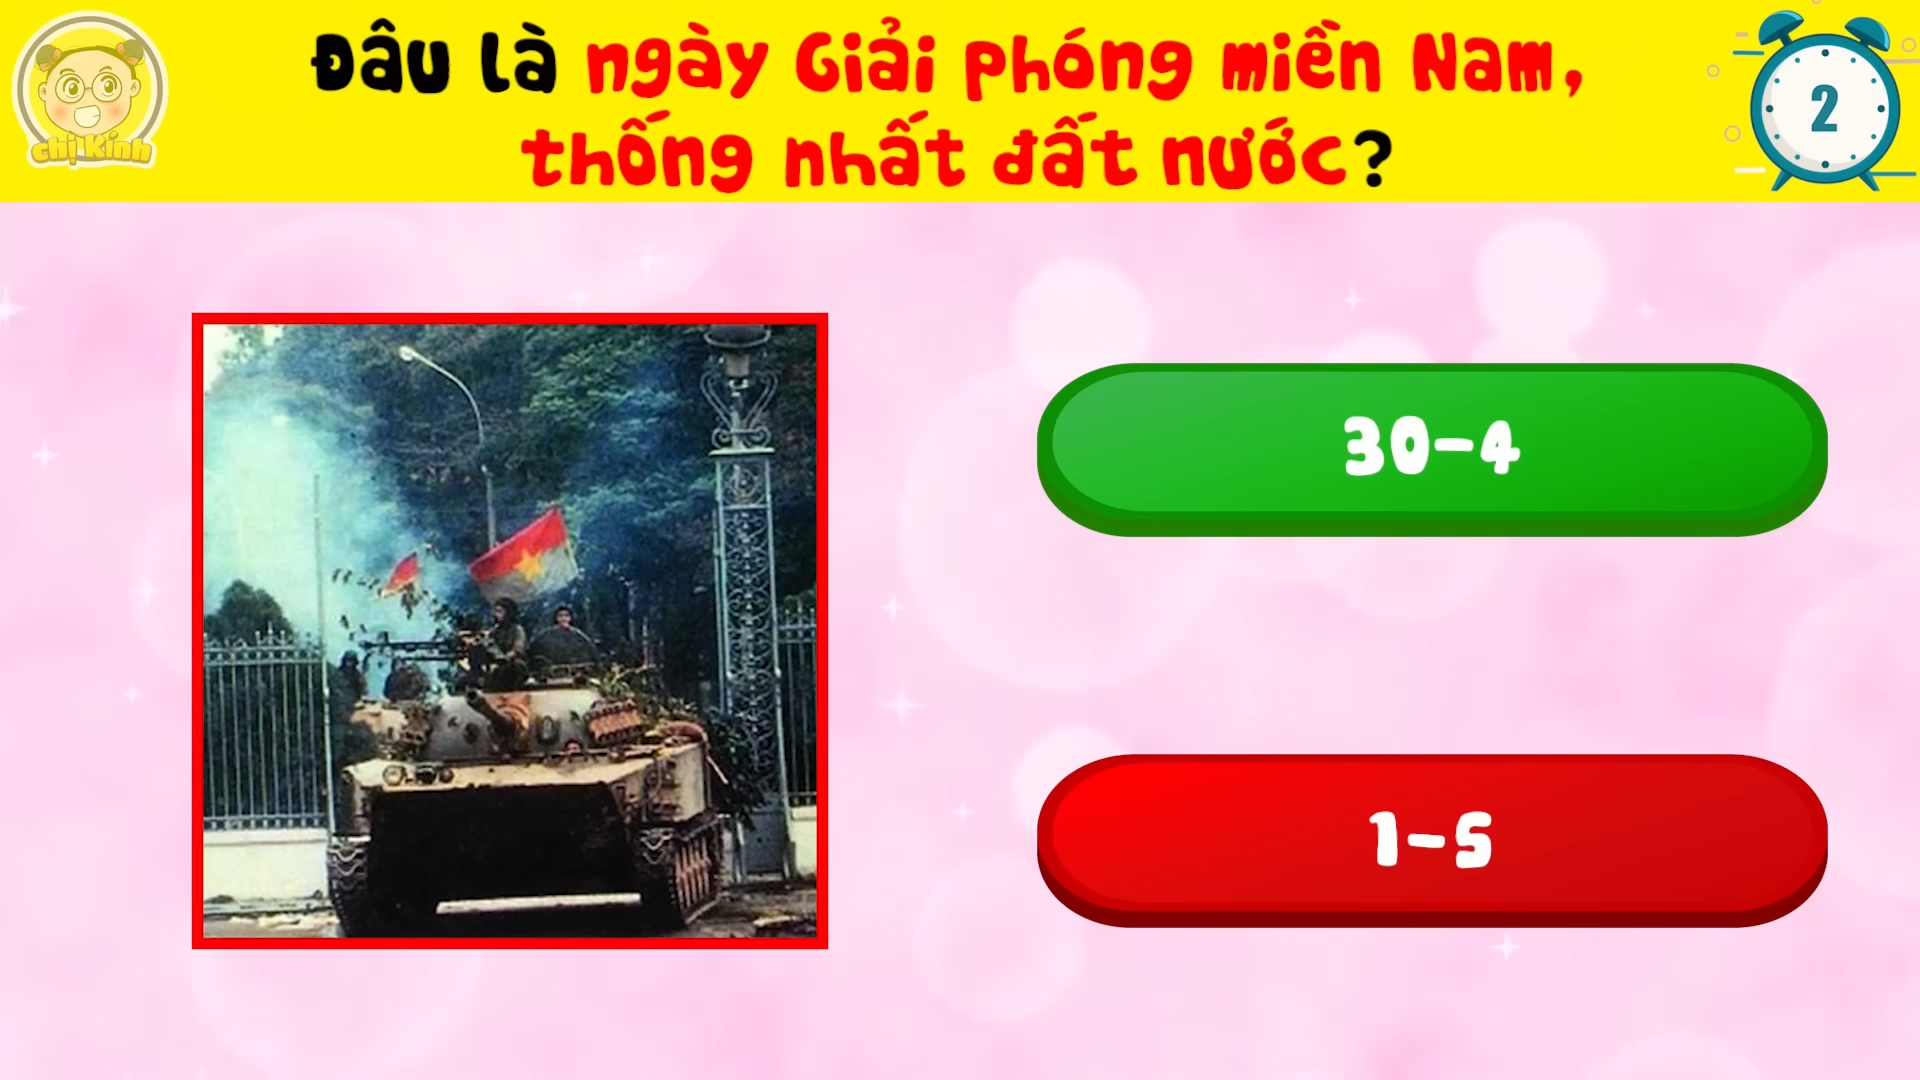 chị Kính
Đâu là ngày Giải phóng miền Nam,
thống nhất đất nước?
2
30-4
1-5